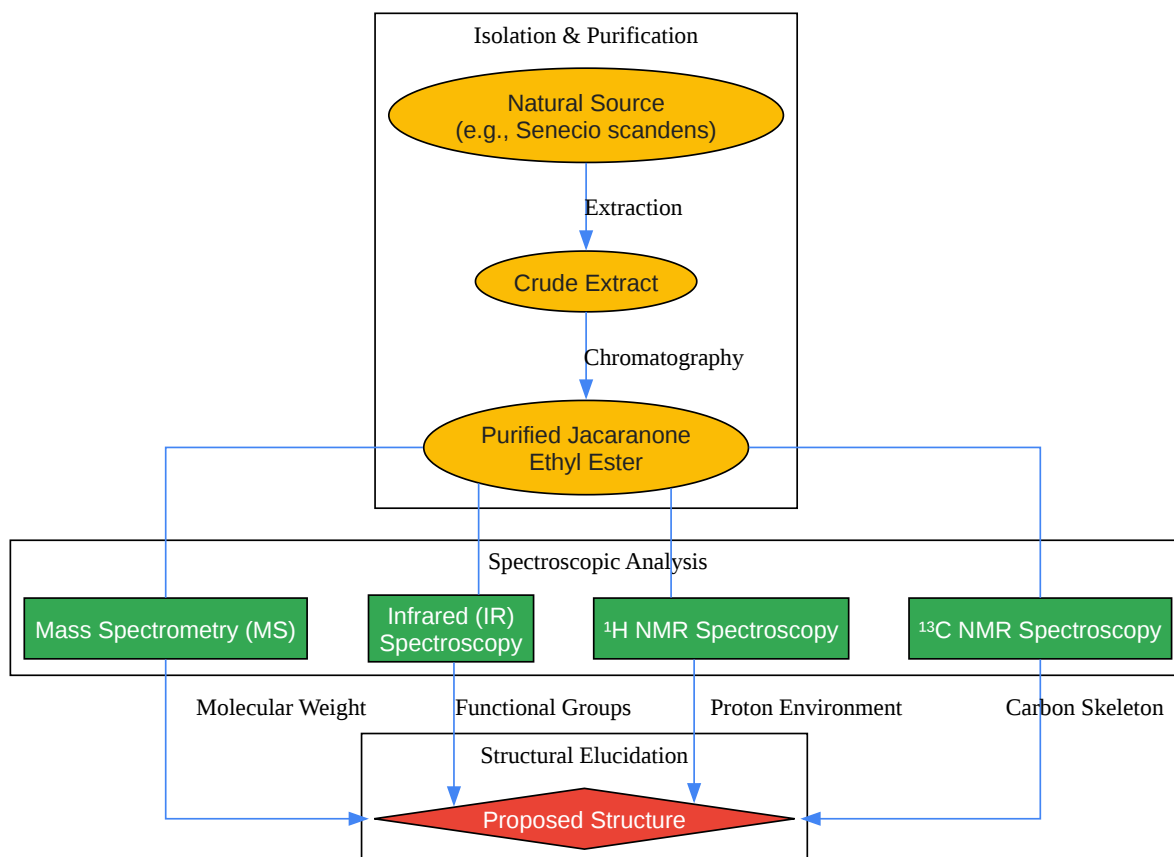 Isolation & Purification
Natural Source
(e.g., Senecio scandens)
Extraction
Crude Extract
Chromatography
Purified Jacaranone
Ethyl Ester
Spectroscopic Analysis
Mass Spectrometry (MS)
Infrared (IR)
Spectroscopy
¹H NMR Spectroscopy
¹³C NMR Spectroscopy
Molecular Weight
Functional Groups
Proton Environment
Carbon Skeleton
Structural Elucidation
Proposed Structure